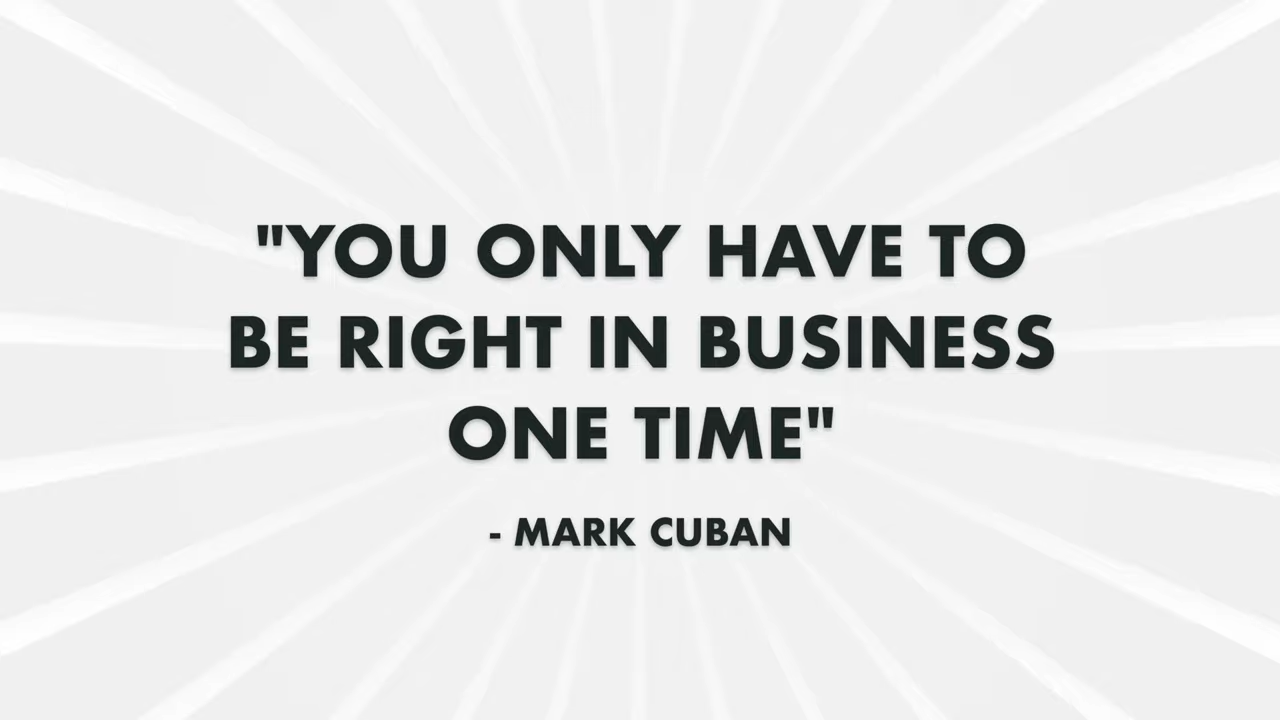 "YOU ONLY HAVE TO
BE RIGHT IN BUSINESS
ONE TIME"
- MARK CUBAN